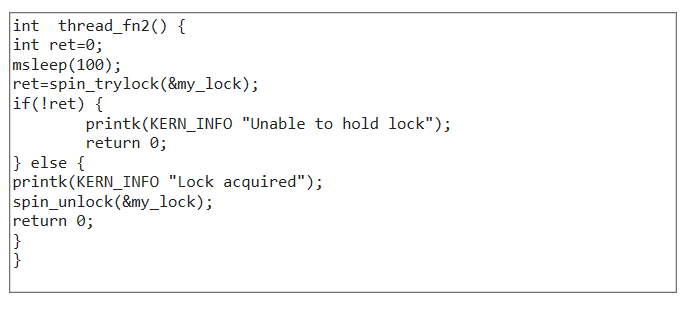 int  thread_fn2() {
int ret=0;
msleep(100);
ret=spin_trylock(&my_lock);
if(!ret) {
        printk(KERN_INFO "Unable to hold lock");
        return 0;
} else {
printk(KERN_INFO "Lock acquired");
spin_unlock(&my_lock);
return 0;
}
}